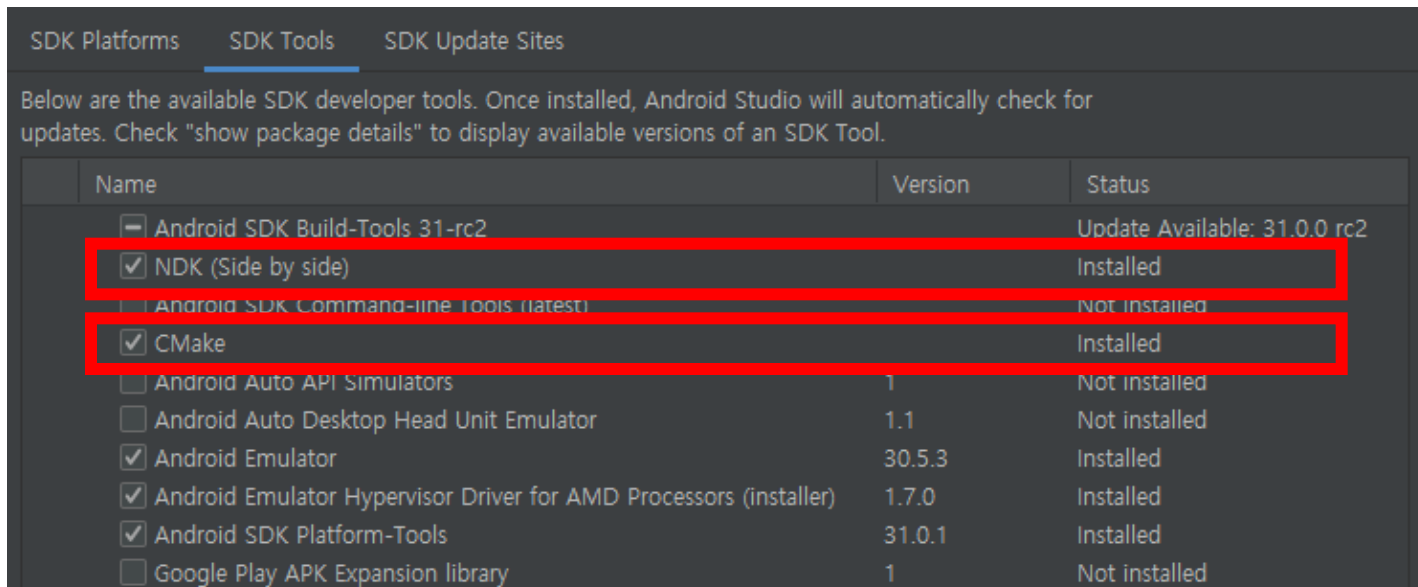 SDK Platforms SDK Tools SDK Update Sites
Below are the available SDK developer tools. Once installed, Android Studio will automatically check for
updates. Check "show package details" to display available versions of an SDK Tool.
Name Version Status
Android SDK Build-Tools 31-rc2 Update Available: 31.0.0 rc2
NDK (Side by side) Installed
Android SDK Command-line Tools (latest) Not installed
CMake Installed
Android Auto API Simulators 1 Not installed
Android Auto Desktop Head Unit Emulator 1.1 Not installed
Android Emulator 30.5.3 Installed
Android Emulator Hypervisor Driver for AMD Processors (installer) 1.7.0 Installed
Android SDK Platform-Tools 31.0.1 Installed
Google Play APK Expansion library 1 Not installed